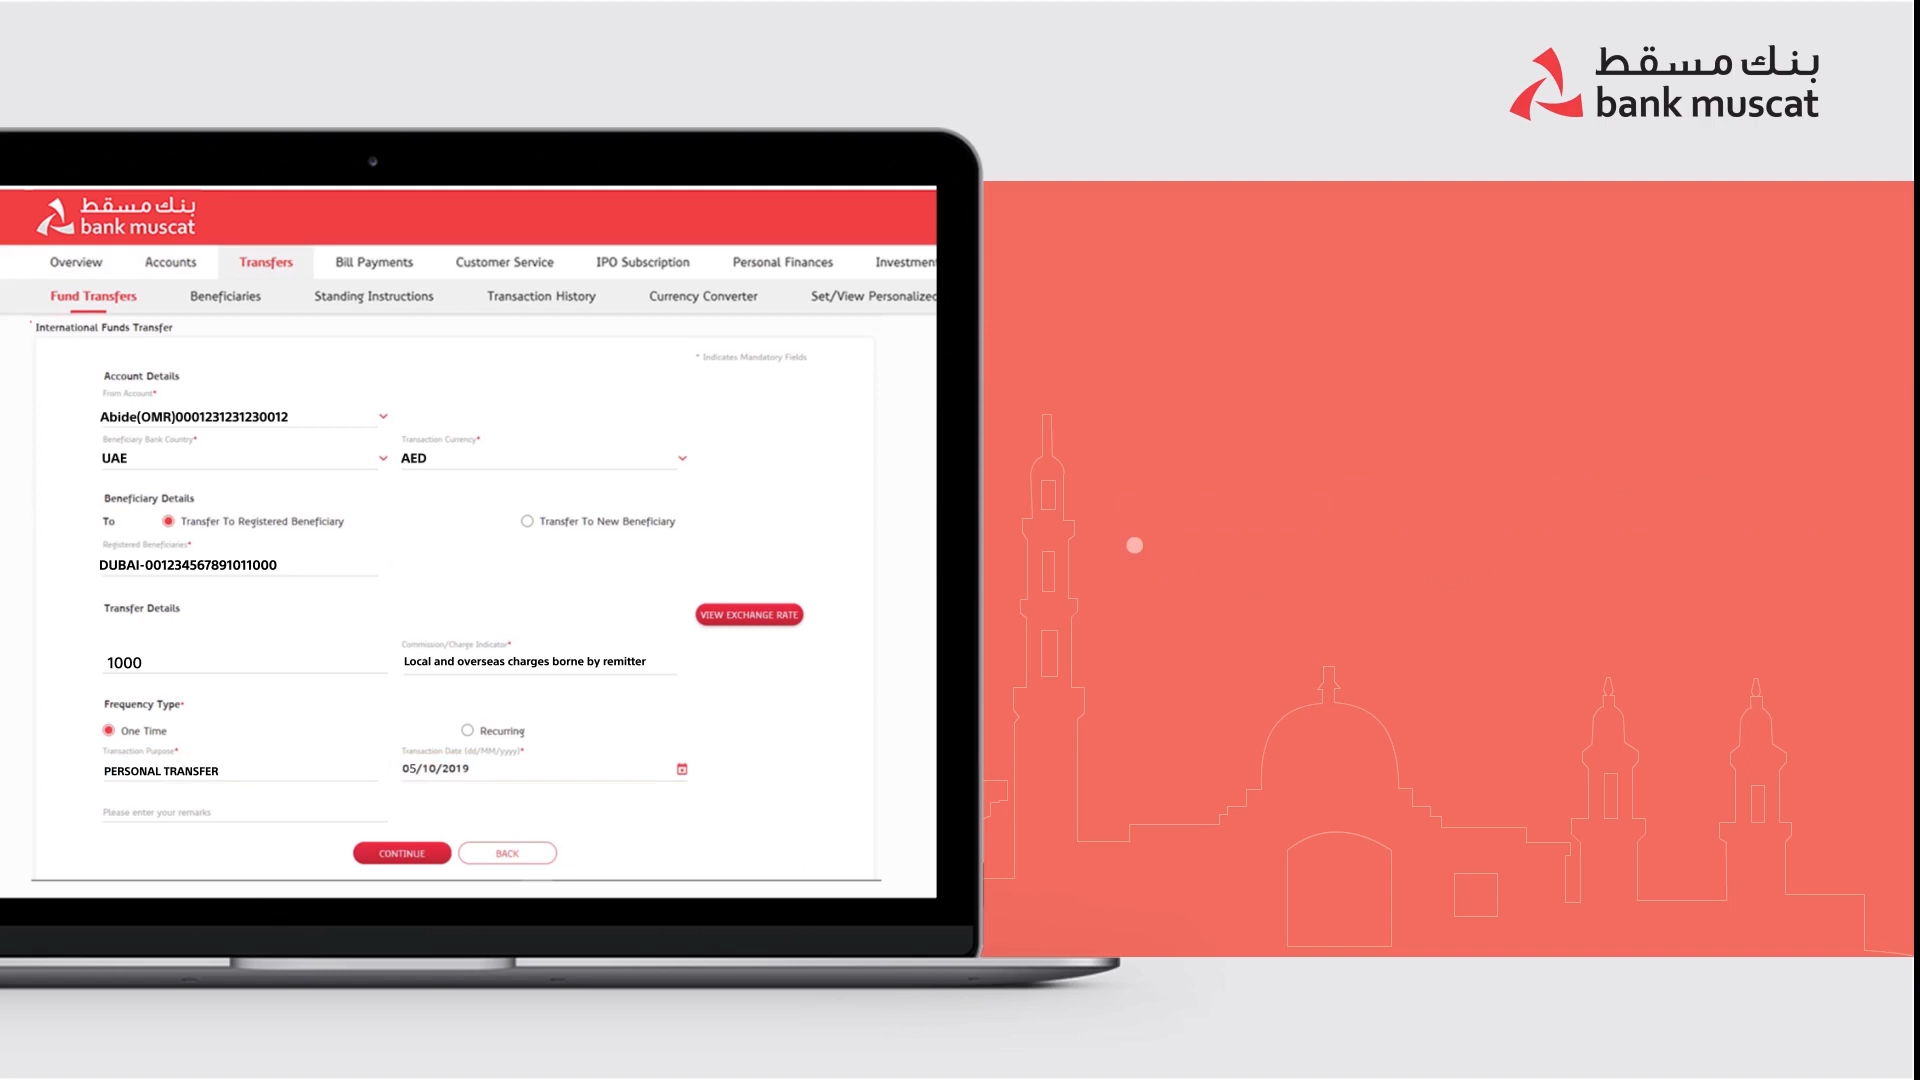 بنك مسقط
bank muscat
بنك مسقط
bank muscat
Overview Accounts Transfers Bill Payments Customer Service IPO Subscription Personal Finances Investmen
Fund Transfers Beneficiaries Standing Instructions Transaction History Currency Converter Set/View Personalized
International Funds Transfer
* Indicates Mandatory Fields
Account Details
From Account*
Abide(OMR)0001231231230012
Beneficiary Bank Country* Transaction Currency*
UAE AED
Beneficiary Details
To Transfer To Registered Beneficiary Transfer To New Beneficiary
Registered Beneficiaries*
DUBAI-001234567891011000
Transfer Details
VIEW EXCHANGE RATE
Commission/Charge Indicator*
1000 Local and overseas charges borne by remitter
Frequency Type*
One Time Recurring
Transaction Purpose* Transaction Date (dd/MM/yyyy)*
PERSONAL TRANSFER 05/10/2019
Please enter your remarks
CONTINUE BACK